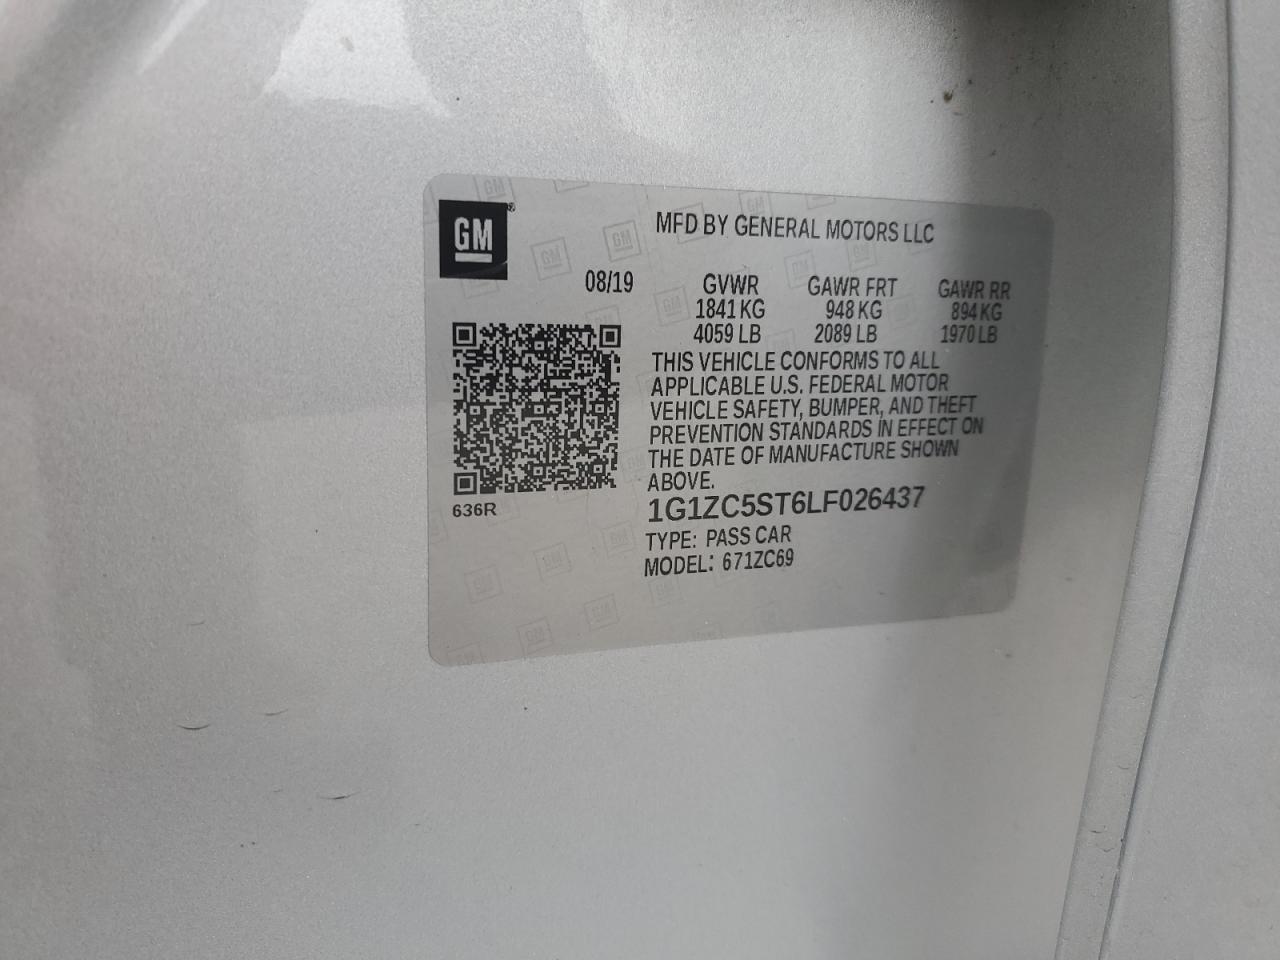 GM
MFD BY GENERAL MOTORS LLC
08/19 GVWR GAWR FRT GAWR RR
1841 KG 948 KG 894 KG
4059 LB 2089 LB 1970 LB
THIS VEHICLE CONFORMS TO ALL
APPLICABLE U.S. FEDERAL MOTOR
VEHICLE SAFETY, BUMPER, AND THEFT
PREVENTION STANDARDS IN EFFECT ON
THE DATE OF MANUFACTURE SHOWN
ABOVE.
636R
1G1ZC5ST6LF026437
TYPE: PASS CAR
MODEL: 671ZC69